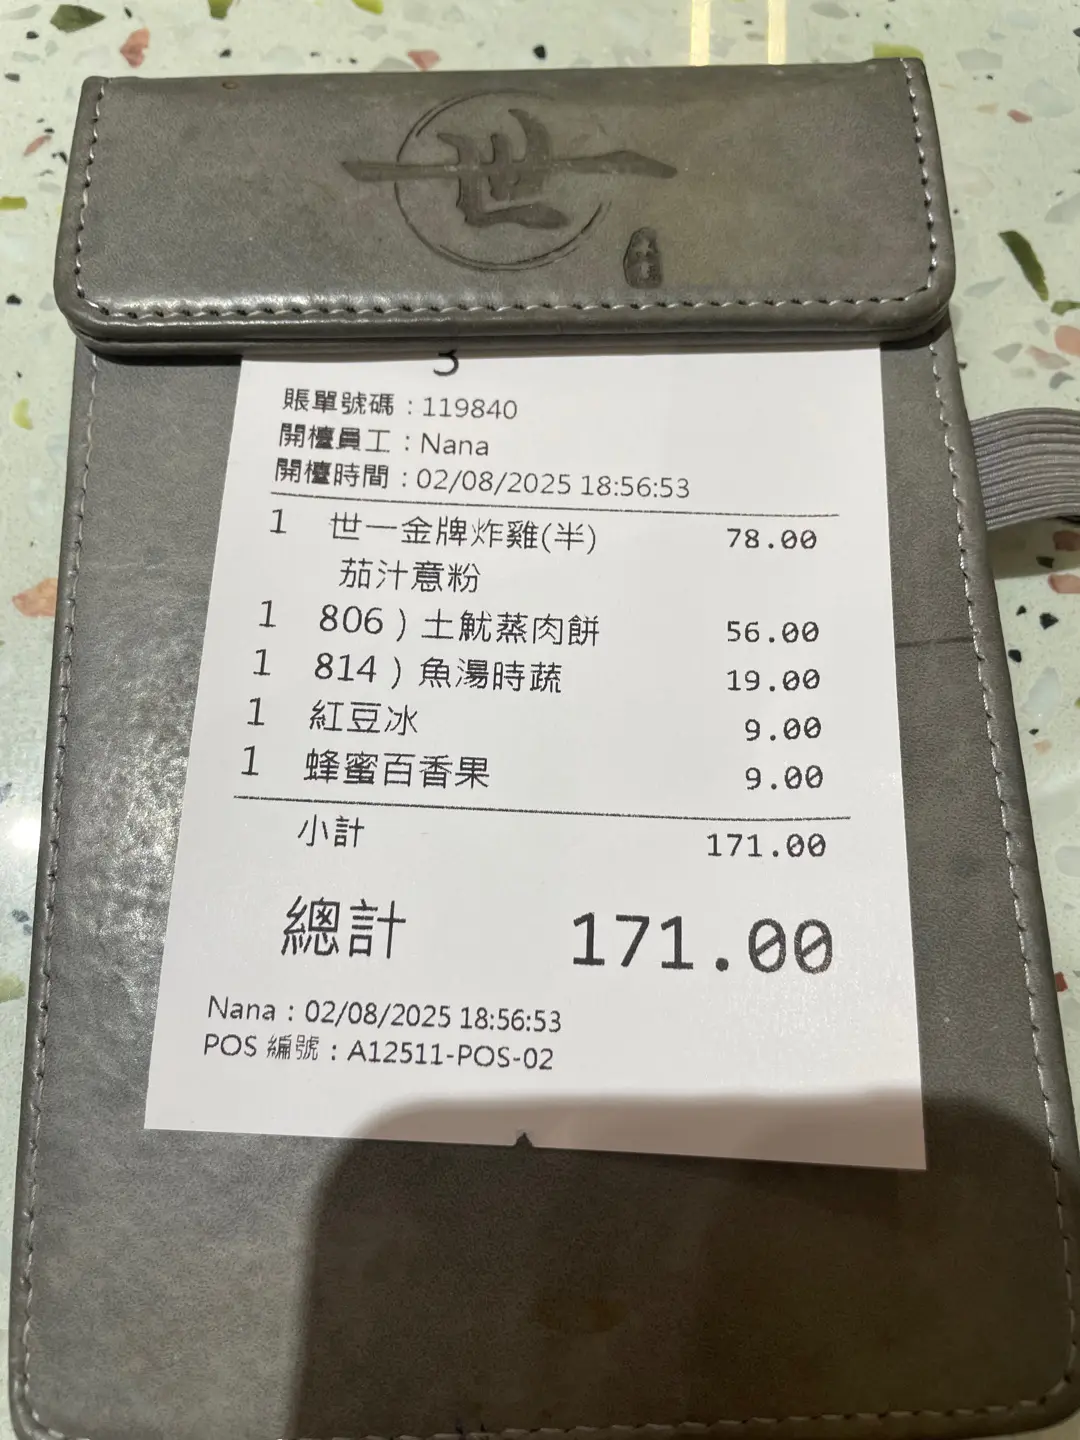 世一
3
賬單號碼：119840
開檯員工：Nana
開檯時間：02/08/2025 18:56:53
1 世一金牌炸雞(半) 78.00
茄汁意粉
1 806）土魷蒸肉餅 56.00
1 814）魚湯時蔬 19.00
1 紅豆冰 9.00
1 蜂蜜百香果 9.00
小計 171.00
總計 171.00
Nana：02/08/2025 18:56:53
POS 編號：A12511-POS-02